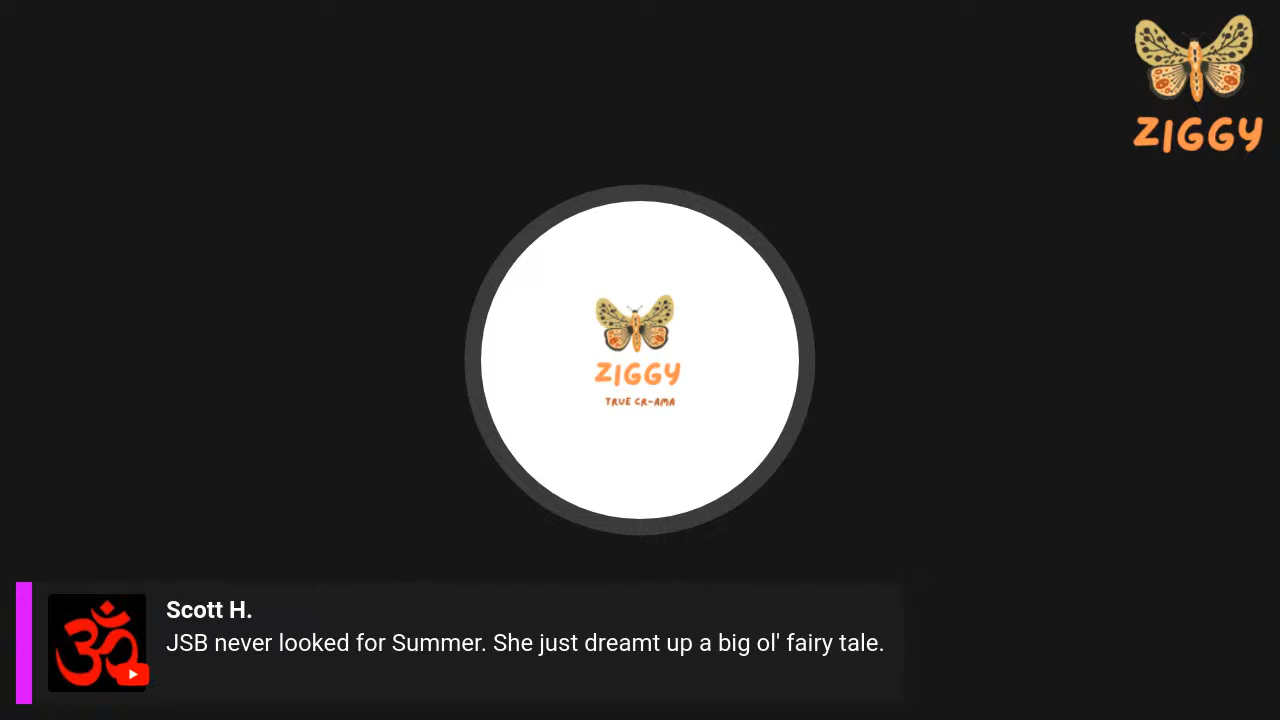 ZIGGY
ZIGGY
TRUE CR-AMA
Scott H.
JSB never looked for Summer. She just dreamt up a big ol' fairy tale.